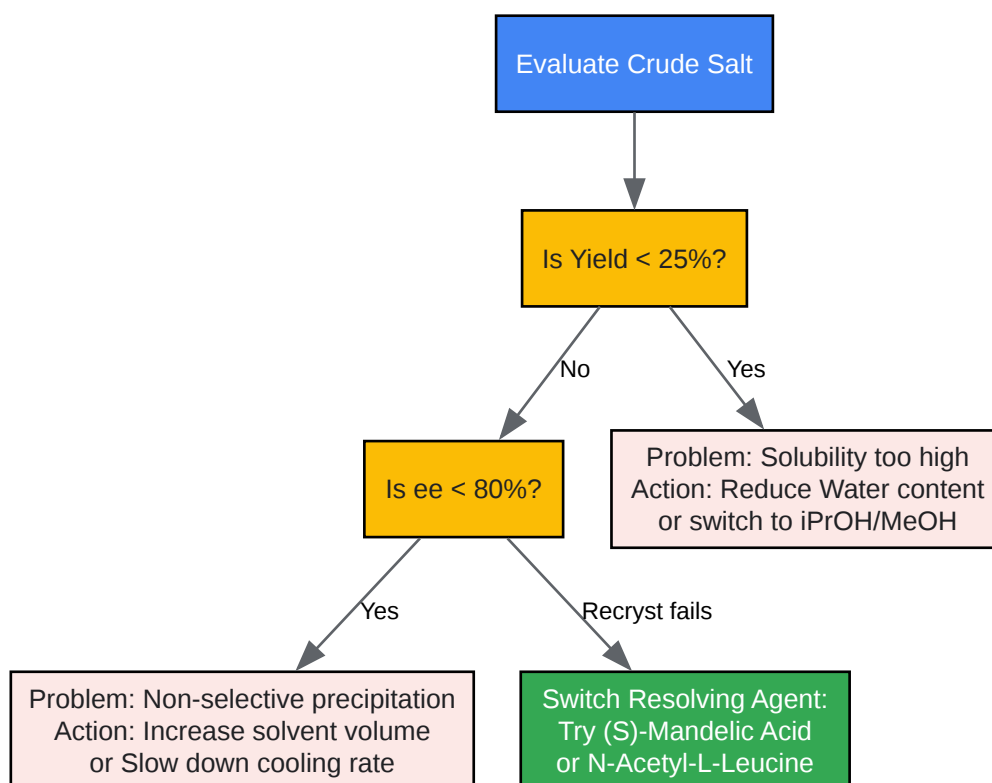 Evaluate Crude Salt
Is Yield < 25%?
No
Yes
Is ee < 80%?
Problem: Solubility too high
Action: Reduce Water content
or switch to iPrOH/MeOH
Yes
Recryst fails
Problem: Non-selective precipitation
Action: Increase solvent volume
or Slow down cooling rate
Switch Resolving Agent:
Try (S)-Mandelic Acid
or N-Acetyl-L-Leucine